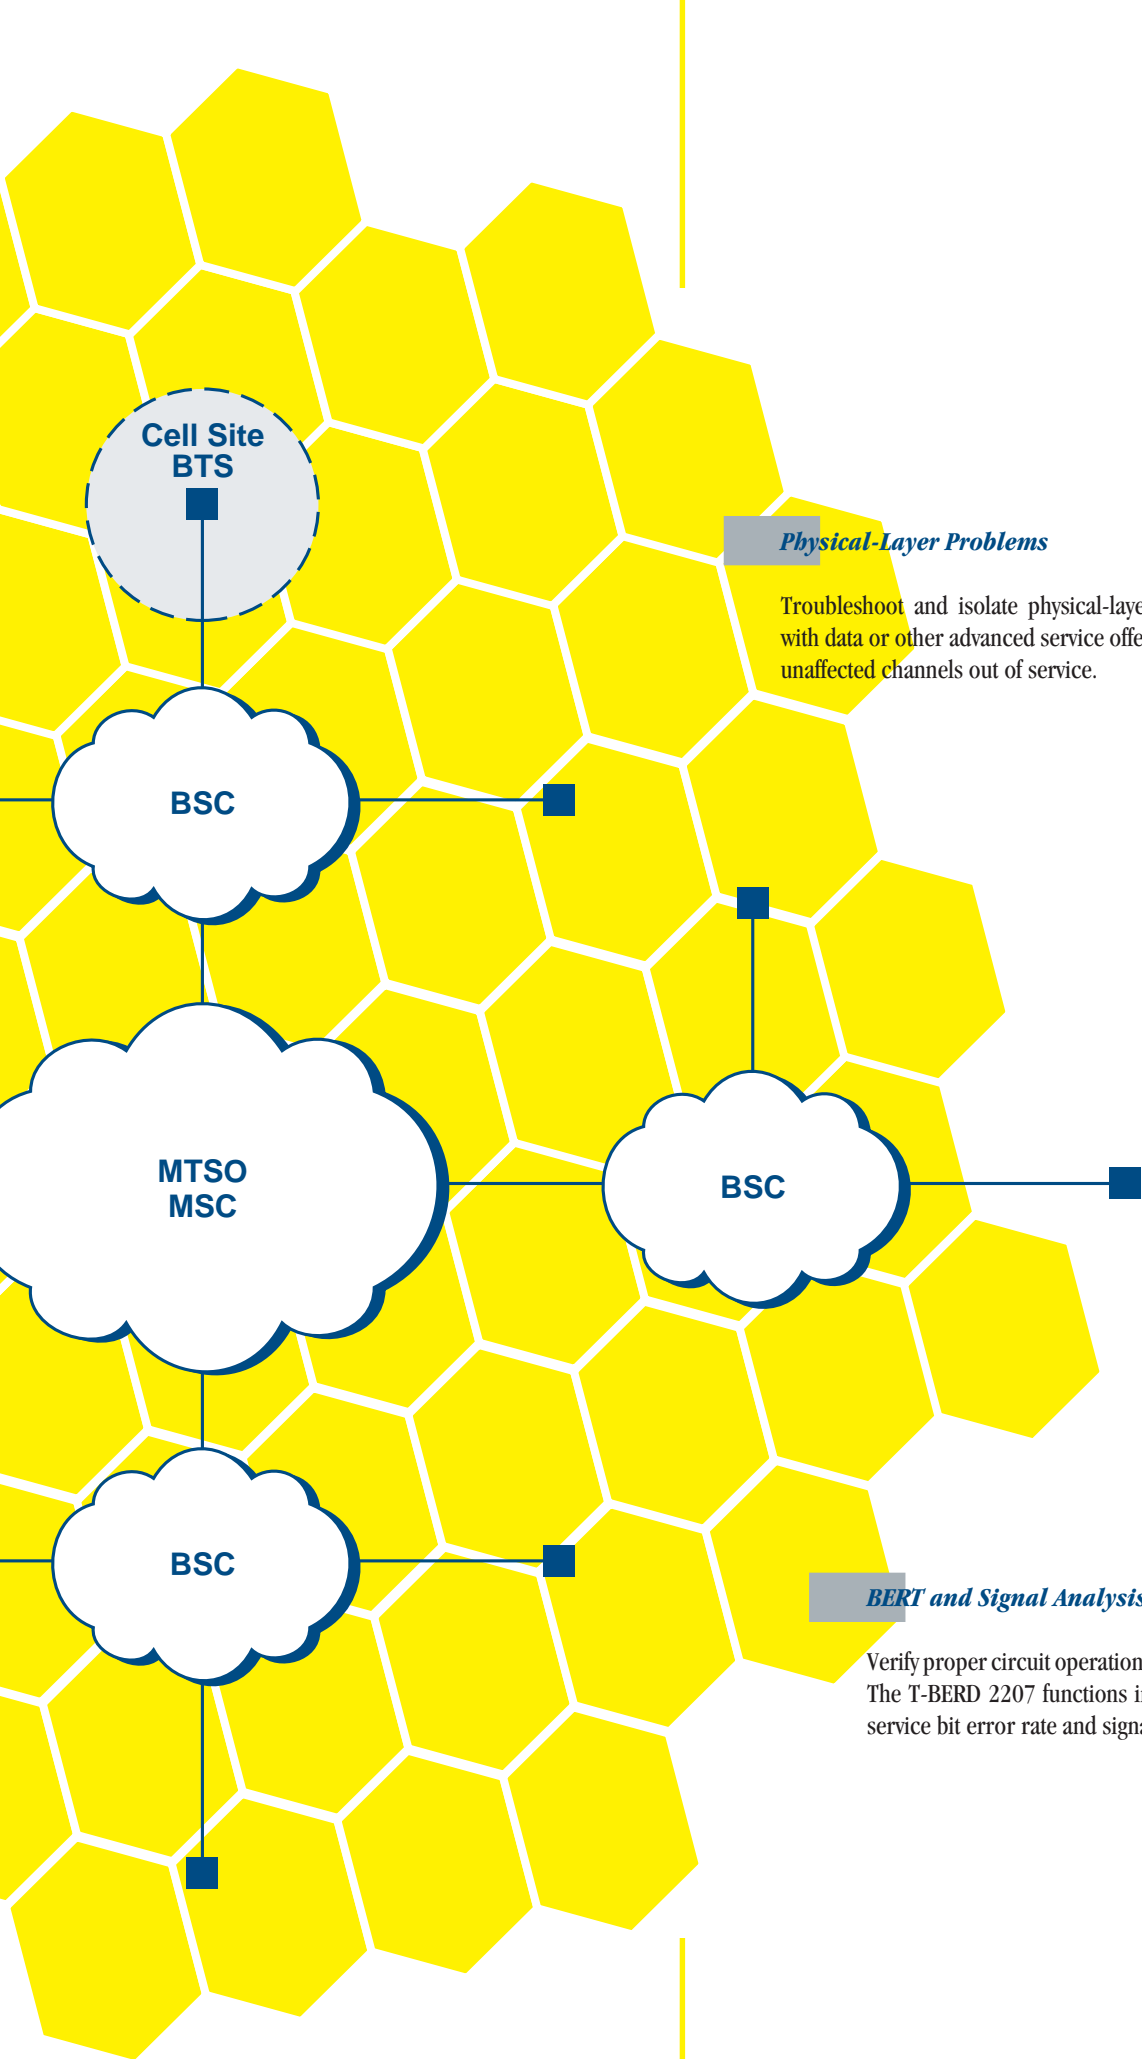 Cell Site
BTS
Physical-Layer Problems
Troubleshoot and isolate physical-laye
with data or other advanced service offe
unaffected channels out of service.
BSC
MTSO
MSC
BSC
BSC
BERT and Signal Analysis
Verify proper circuit operation
The T-BERD 2207 functions i
service bit error rate and signa